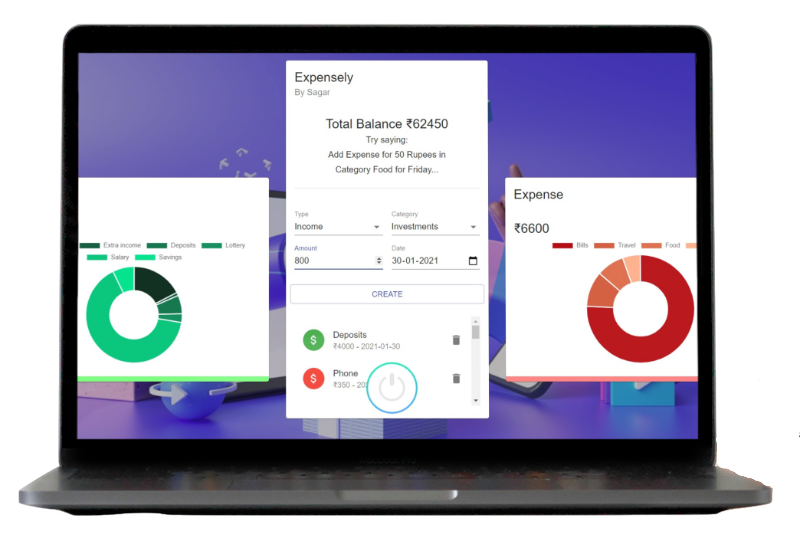 Expensely
By Sagar
Total Balance ₹62450
Try saying:
Add Expense for 50 Rupees in
Category Food for Friday...
Type
Income
Category
Investments
Amount
800
Date
30-01-2021
CREATE
Deposits
₹4000 - 2021-01-30
Phone
₹350 - 202
Extra income Deposits Lottery
Salary Savings
Expense
₹6600
Bills Travel Food